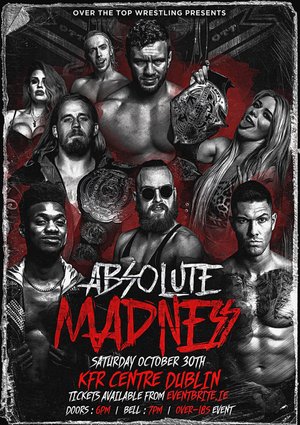 OVER THE TOP WRESTLING PRESENTS
OTT
ABSOLUTE
MADNESS
SATURDAY OCTOBER 30TH
KFR CENTRE DUBLIN
TICKETS AVAILABLE FROM EVENTBRITE.IE
DOORS : 6PM | BELL : 7PM | OVER-18S EVENT